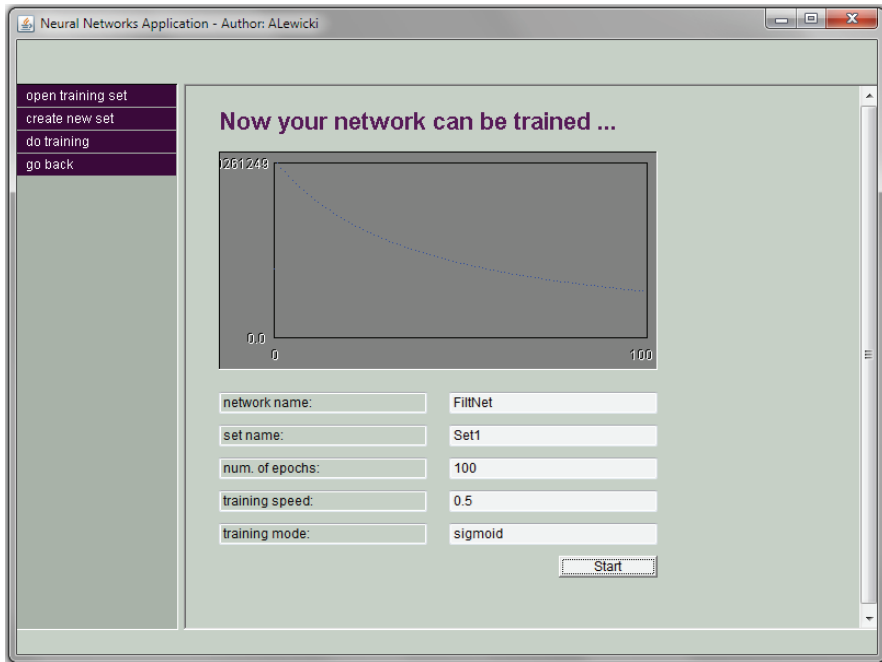 Neural Networks Application - Author: ALewicki
open training set
create new set
do training
go back
Now your network can be trained ...
0261249
0.0
0
100
network name: FiltNet
set name: Set1
num. of epochs: 100
training speed: 0.5
training mode: sigmoid
Start